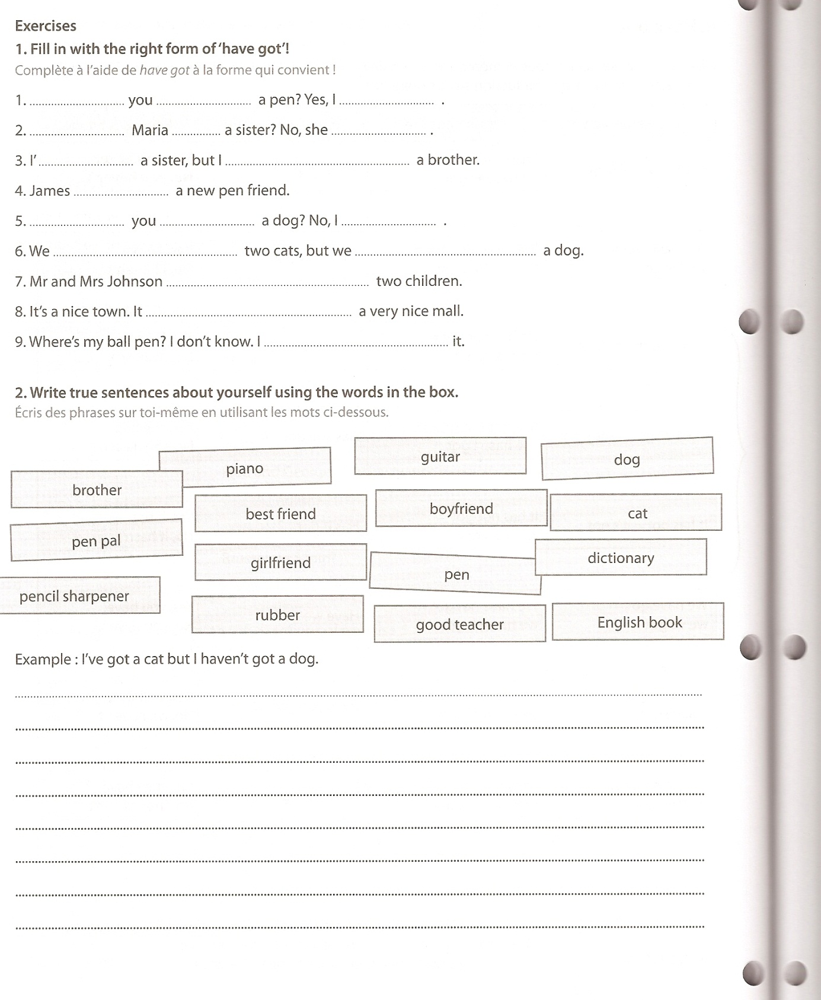 Exercises
1. Fill in with the right form of ‘have got’!
Complète à l’aide de have got à la forme qui convient !
1. ............................... you ............................... a pen? Yes, I ............................... .
2. ............................... Maria ................ a sister? No, she ............................... .
3. I’ ............................... a sister, but I ............................................................ a brother.
4. James ............................... a new pen friend.
5. ............................... you ............................... a dog? No, I ............................... .
6. We ............................................................ two cats, but we ............................................................ a dog.
7. Mr and Mrs Johnson .................................................................. two children.
8. It’s a nice town. It .................................................................... a very nice mall.
9. Where’s my ball pen? I don’t know. I ............................................................ it.
2. Write true sentences about yourself using the words in the box.
Écris des phrases sur toi-même en utilisant les mots ci-dessous.
piano
guitar
dog
brother
best friend
boyfriend
cat
pen pal
girlfriend
pen
dictionary
pencil sharpener
rubber
good teacher
English book
Example : I’ve got a cat but I haven’t got a dog.